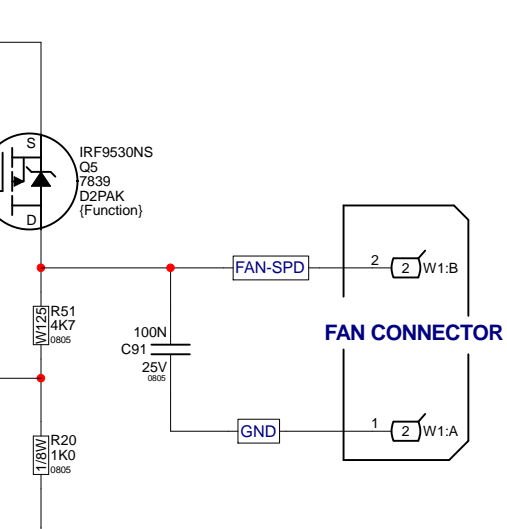 S
IRF9530NS
Q5
7839
D2PAK
{Function}
D
FAN-SPD
2
2
W1:B
W125
R51
4K7
0805
100N
C91
25V
0805
FAN CONNECTOR
GND
1
2
W1:A
1/8W
R20
1K0
0805